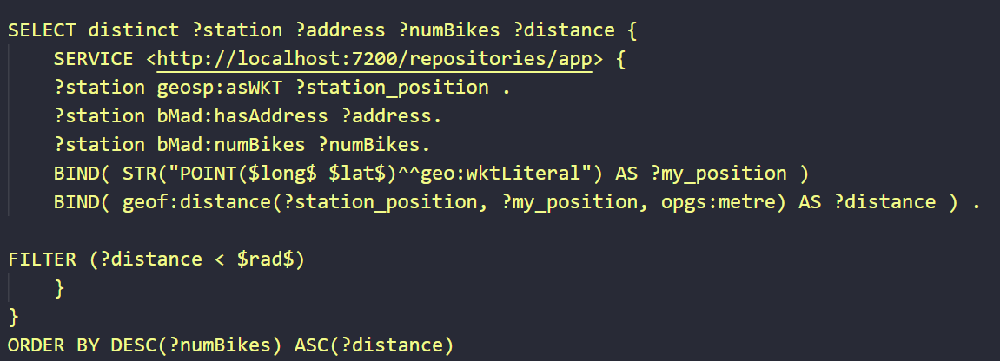 SELECT distinct ?station ?address ?numBikes ?distance {
SERVICE <http://localhost:7200/repositories/app> {
?station geosp:asWKT ?station_position .
?station bMad:hasAddress ?address.
?station bMad:numBikes ?numBikes.
BIND( STR("POINT($long$ $lat$)^^geo:wktLiteral") AS ?my_position )
BIND( geof:distance(?station_position, ?my_position, opgs:metre) AS ?distance ) .
FILTER (?distance < $rad$)
}
}
ORDER BY DESC(?numBikes) ASC(?distance)